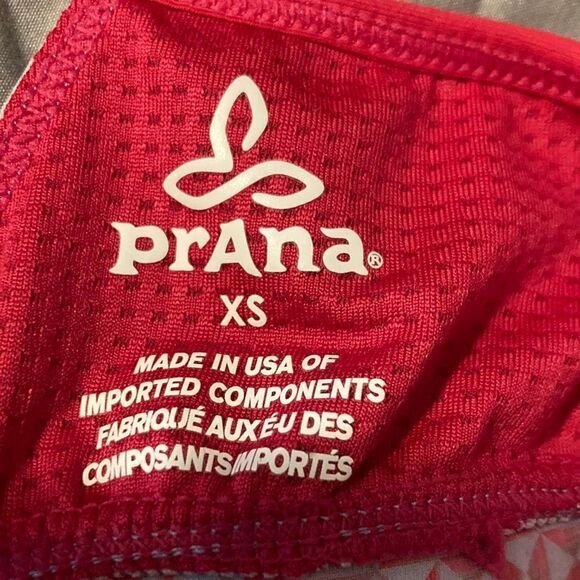 prAna®
XS
MADE IN USA OF
IMPORTED COMPONENTS
FABRIQUÉ AUX É-U DES
COMPOSANTS IMPORTÉS